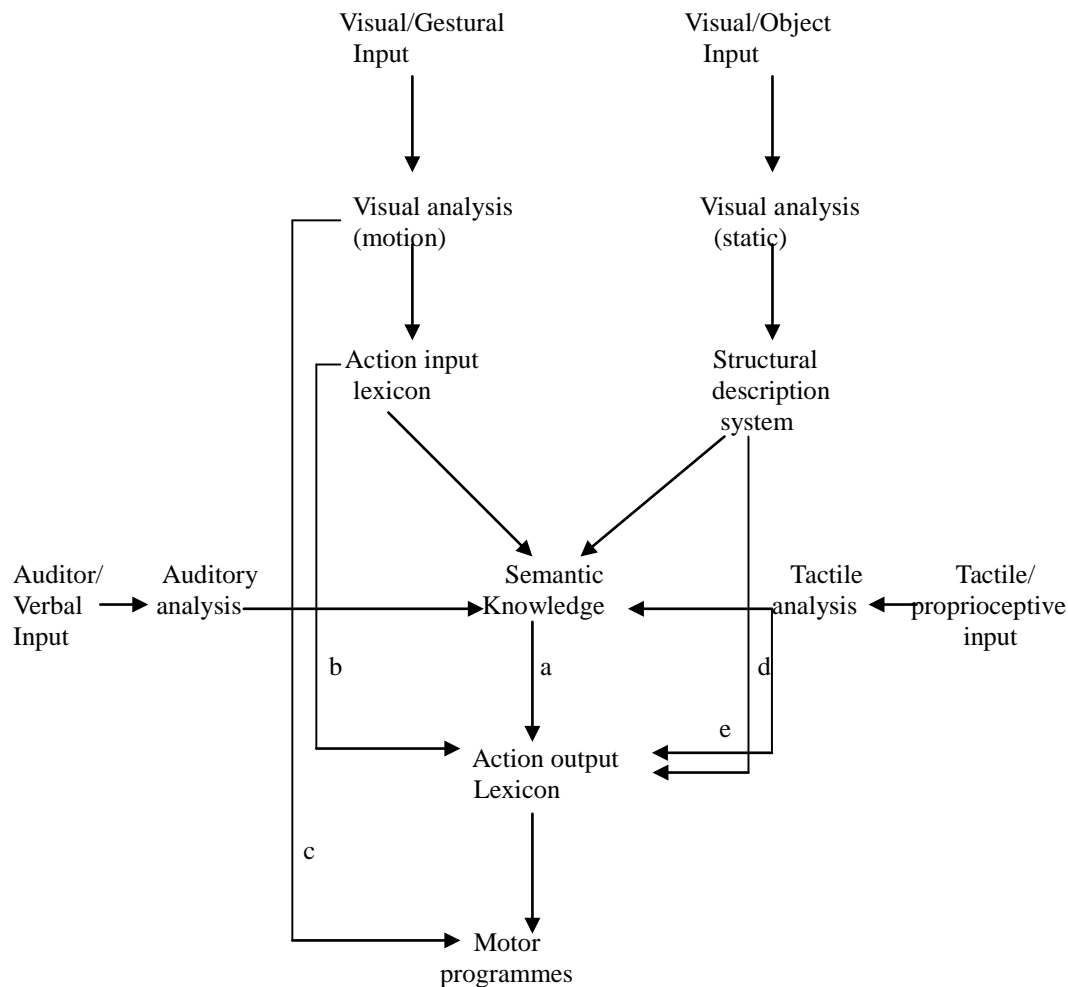 Visual/Gestural
Input
Visual/Object
Input
Visual analysis
(motion)
Visual analysis
(static)
Action input
lexicon
Structural
description
system
Auditor/
Verbal
Input
Auditory
analysis
Semantic
Knowledge
Tactile
analysis
Tactile/
proprioceptive
input
b
a
d
e
Action output
Lexicon
c
Motor
programmes